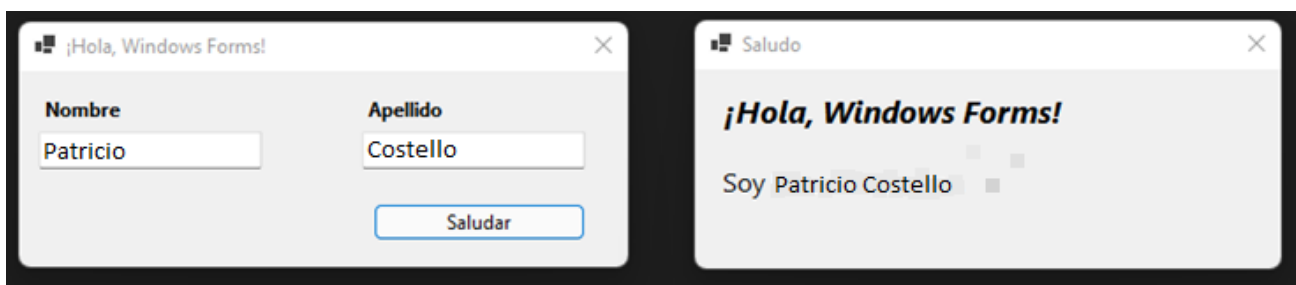 ¡Hola, Windows Forms!
Nombre Apellido
Patricio Costello
Saludar
Saludo
¡Hola, Windows Forms!
Soy Patricio Costello